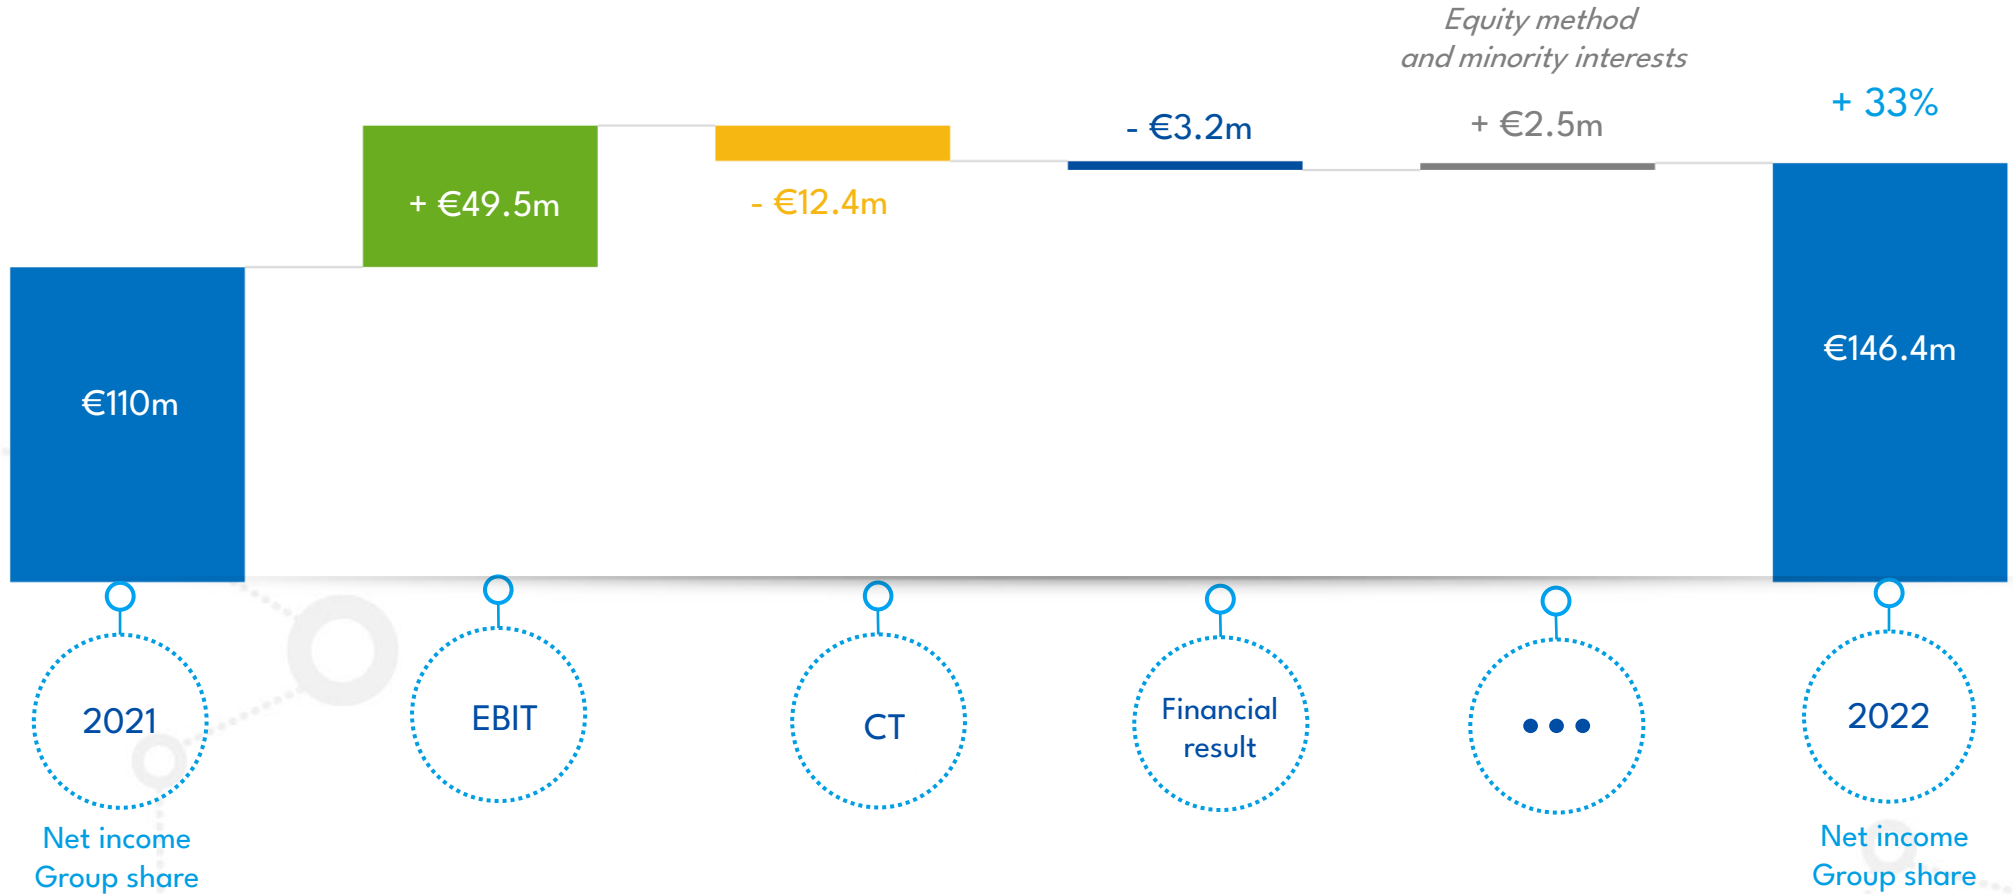 Equity method
and minority interests
+ 33%
- €3.2m
+ €2.5m
+ €49.5m
- €12.4m
€146.4m
€110m
2021
EBIT
CT
Financial
result
2022
Net income
Group share
Net income
Group share